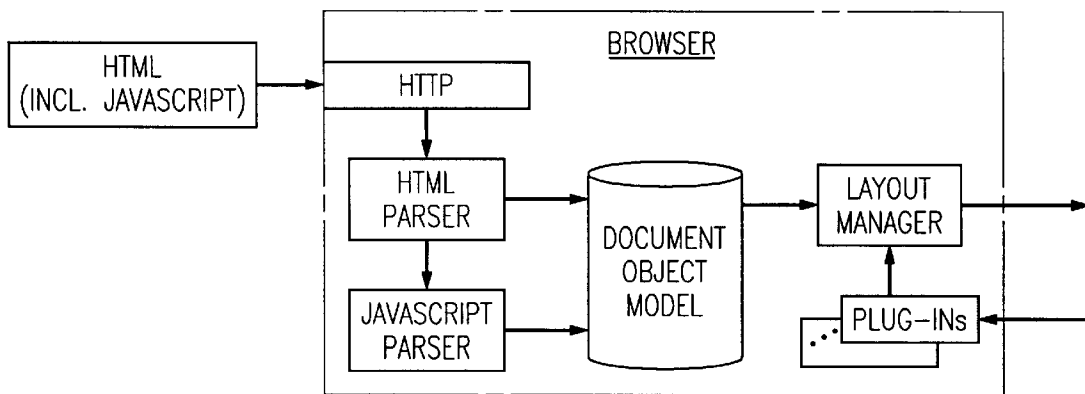 BROWSER
HTML
(INCL. JAVASCRIPT)
HTTP
HTML
PARSER
JAVASCRIPT
PARSER
DOCUMENT
OBJECT
MODEL
LAYOUT
MANAGER
PLUG-INs